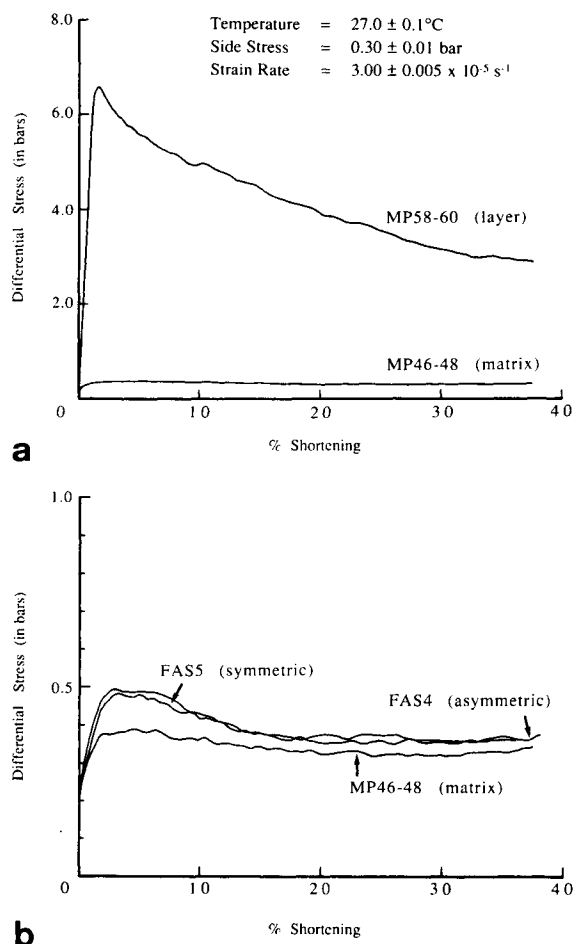 Temperature = 27.0 ± 0.1°C
Side Stress = 0.30 ± 0.01 bar
Strain Rate = 3.00 ± 0.005 x 10⁻⁵ s⁻¹
8.0
6.0
4.0
2.0
0
Differential Stress (in bars)
MP58-60 (layer)
MP46-48 (matrix)
0 10 20 30 40
% Shortening
a
1.0
0.5
0
Differential Stress (in bars)
FAS5 (symmetric)
FAS4 (asymmetric)
MP46-48 (matrix)
0 10 20 30 40
% Shortening
b